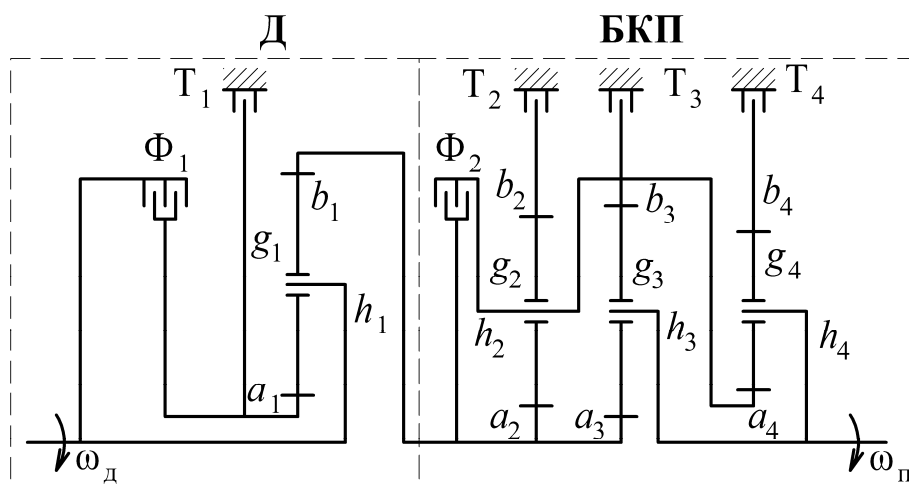 Д БКП
Т1 Т2 Т3 Т4
Ф1 Ф2
b1 b2 b3 b4
g1 g2 g3 g4
h1 h2 h3 h4
a1 a2 a3 a4
ωд ωп